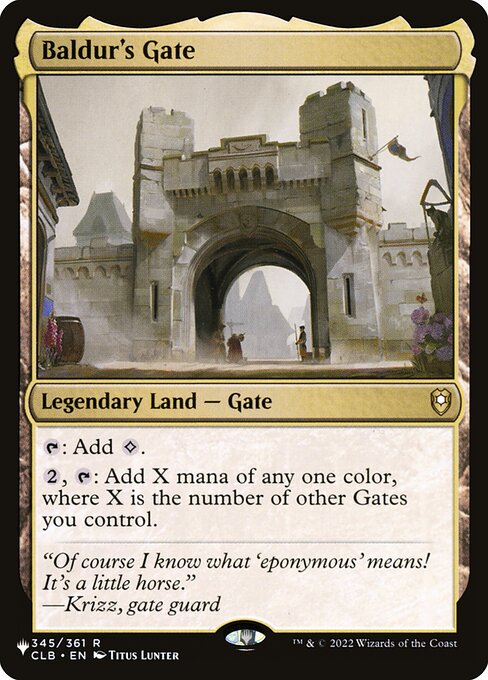 Baldur's Gate
Legendary Land — Gate
: Add .
2, : Add X mana of any one color,
where X is the number of other Gates
you control.
“Of course I know what ‘eponymous’ means!
It's a little horse.”
—Krizz, gate guard
345/361 R
CLB • EN Titus Lunter
™ & © 2022 Wizards of the Coast